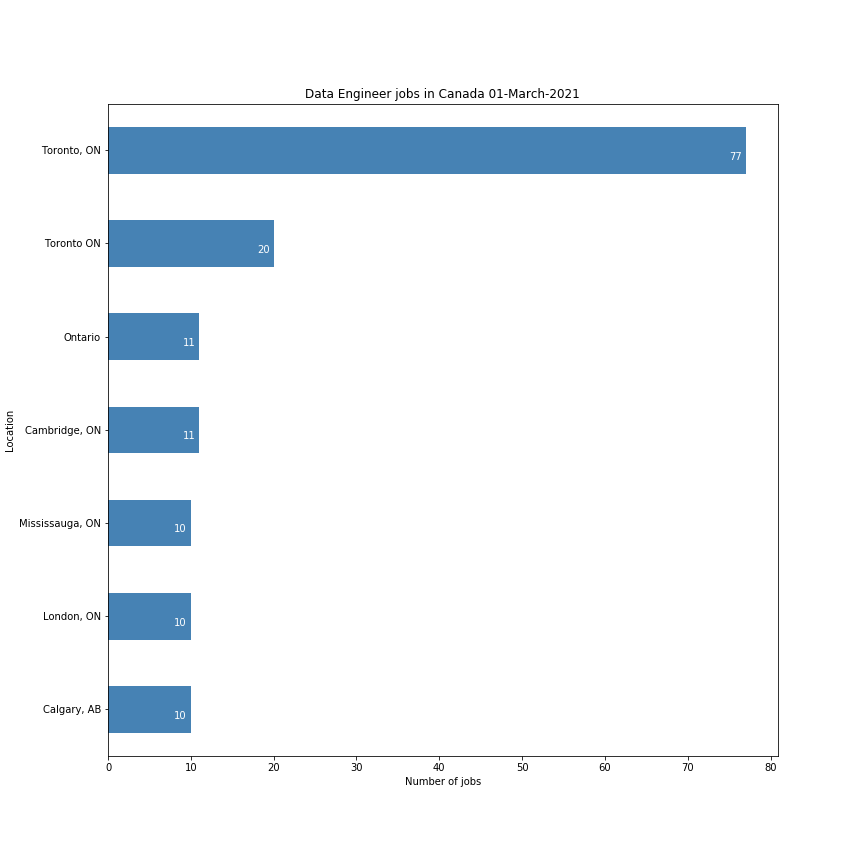 Data Engineer jobs in Canada 01-March-2021
Toronto, ON
77
Toronto ON
20
Ontario
11
Cambridge, ON
11
Mississauga, ON
10
London, ON
10
Calgary, AB
10
Location
0 10 20 30 40 50 60 70 80
Number of jobs